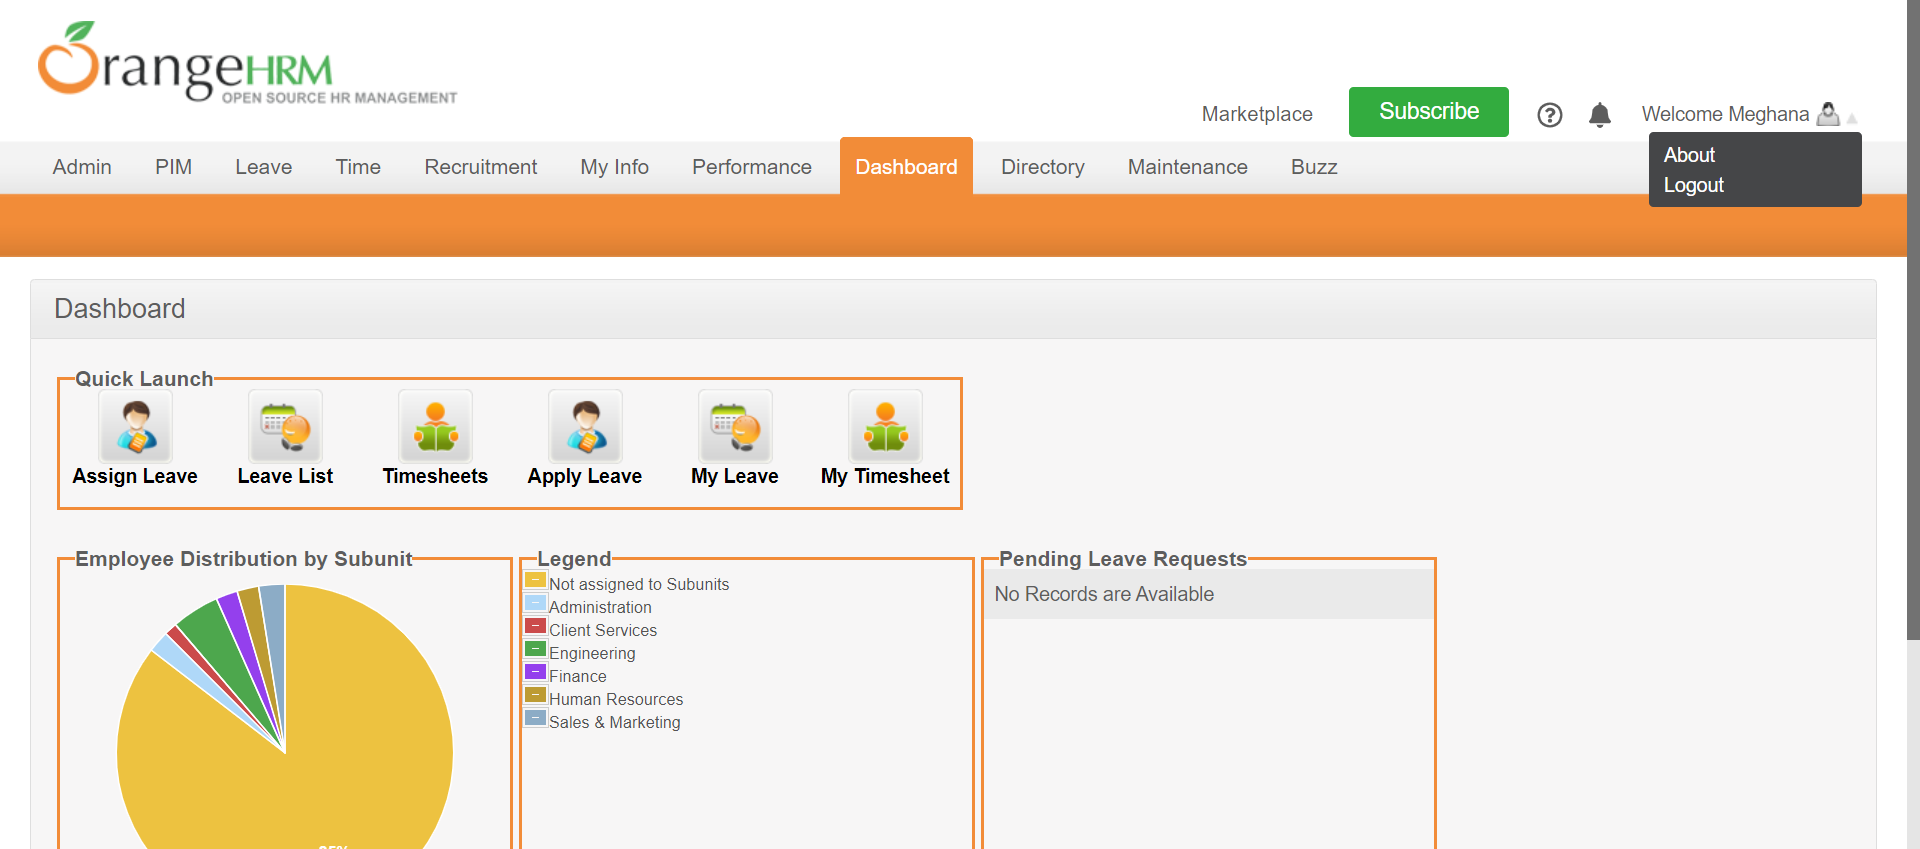 OrangeHRM
OPEN SOURCE HR MANAGEMENT
Marketplace
Subscribe
Welcome Meghana
About
Logout
Admin PIM Leave Time Recruitment My Info Performance Dashboard Directory Maintenance Buzz
Dashboard
Quick Launch
Assign Leave Leave List Timesheets Apply Leave My Leave My Timesheet
Employee Distribution by Subunit
Legend
Not assigned to Subunits
Administration
Client Services
Engineering
Finance
Human Resources
Sales & Marketing
Pending Leave Requests
No Records are Available